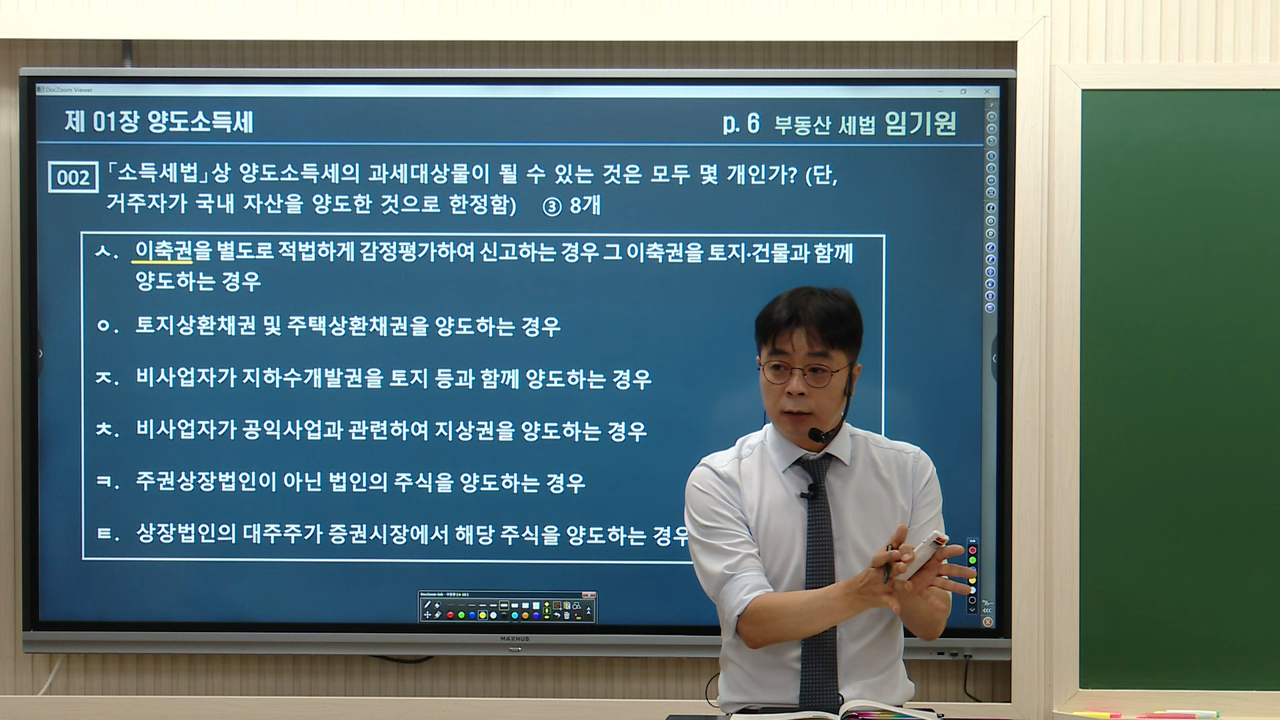 DocZoom Viewer
제 01장 양도소득세
p. 6 부동산 세법 임기원
002 「소득세법」상 양도소득세의 과세대상물이 될 수 있는 것은 모두 몇 개인가? (단,
거주자가 국내 자산을 양도한 것으로 한정함) ③ 8개
ㅅ. 이축권을 별도로 적법하게 감정평가하여 신고하는 경우 그 이축권을 토지·건물과 함께
양도하는 경우
ㅇ. 토지상환채권 및 주택상환채권을 양도하는 경우
ㅈ. 비사업자가 지하수개발권을 토지 등과 함께 양도하는 경우
ㅊ. 비사업자가 공익사업과 관련하여 지상권을 양도하는 경우
ㅋ. 주권상장법인이 아닌 법인의 주식을 양도하는 경우
ㅌ. 상장법인의 대주주가 증권시장에서 해당 주식을 양도하는 경우
MAXHUB